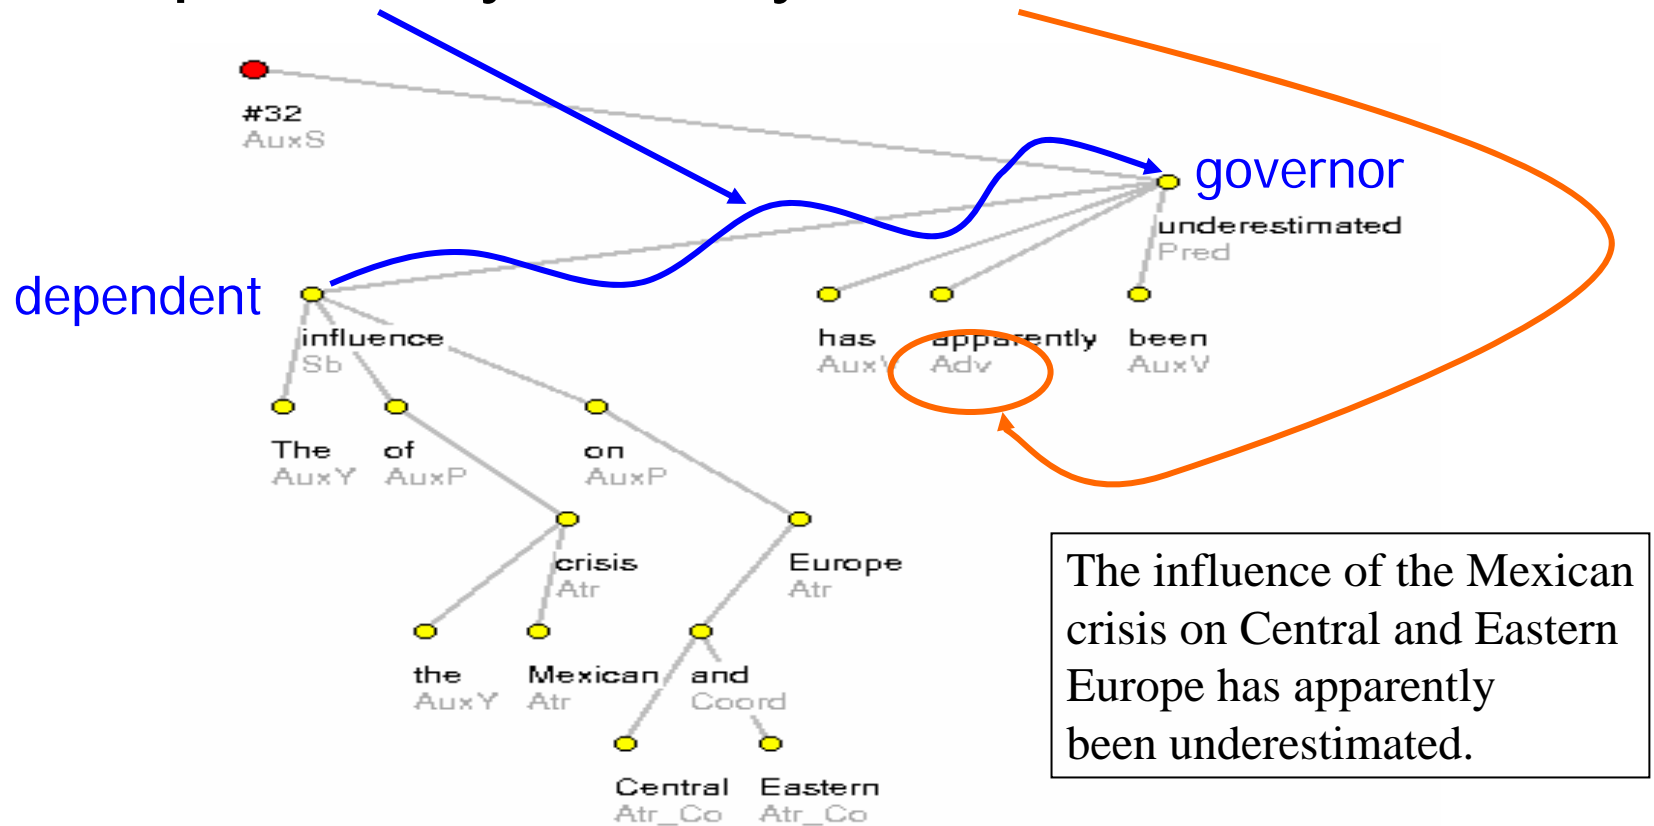 #32
AuxS
governor
underestimated
Pred
dependent
influence
Sb
has
apparently
been
Adv
AuxV
The
of
on
AuxY
AuxP
AuxP
crisis
Atr
Europe
Atr
the
Mexican
and
AuxY
Atr
Coord
Central
Eastern
Atr_Co
Atr_Co
The influence of the Mexican
crisis on Central and Eastern
Europe has apparently
been underestimated.